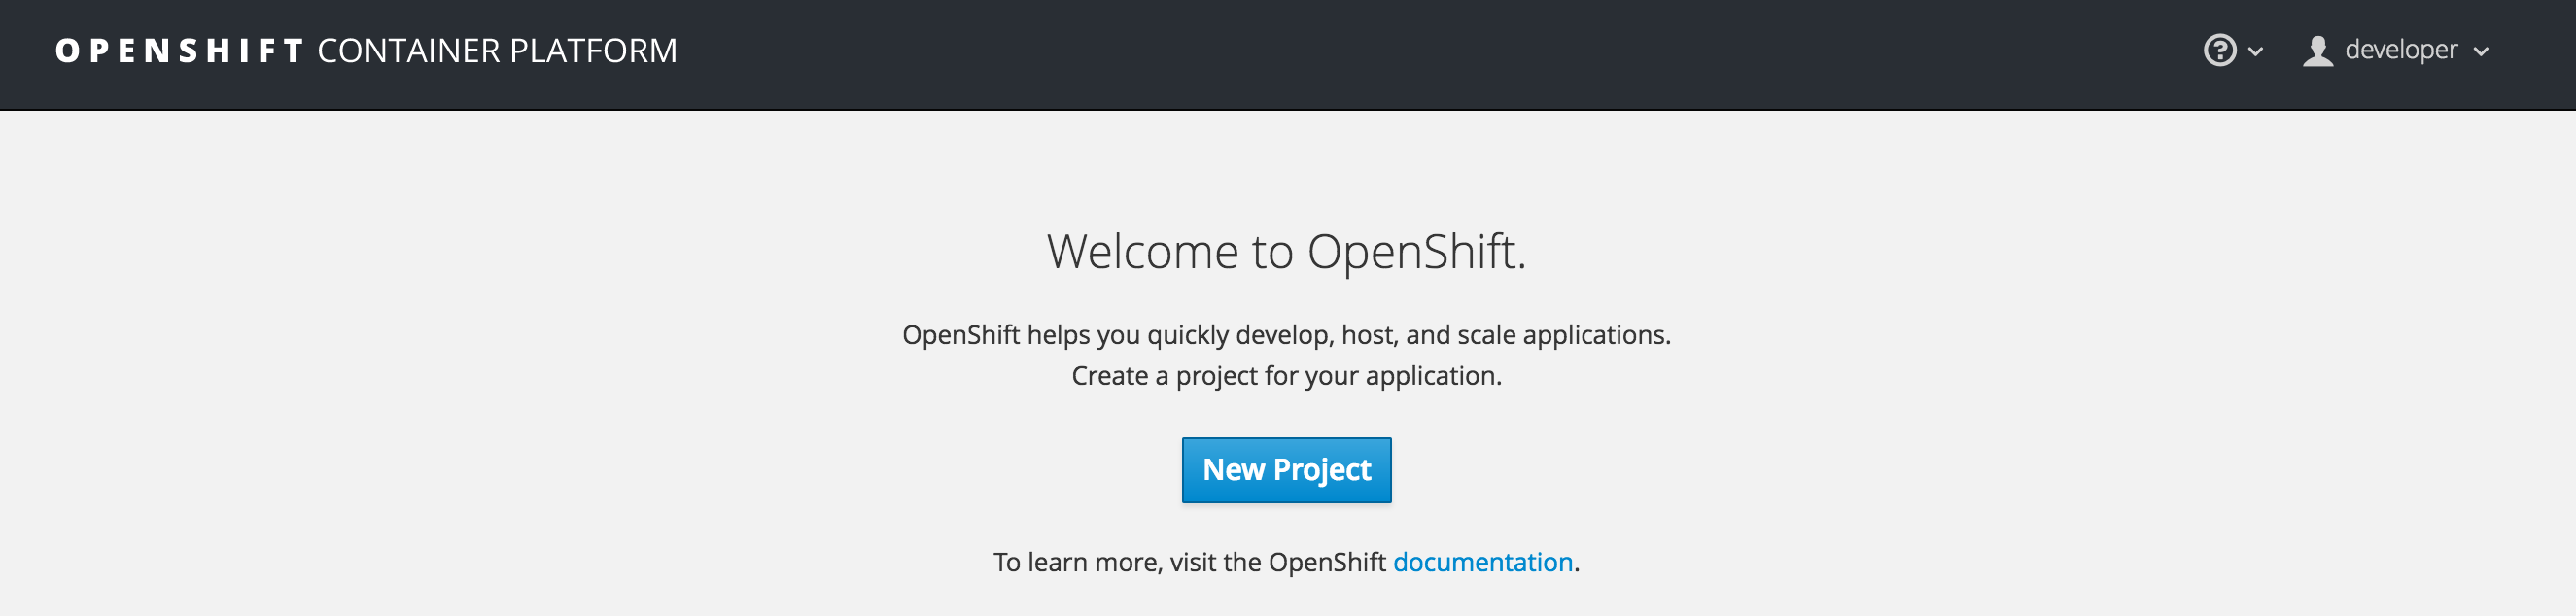 OPENSHIFT CONTAINER PLATFORM
developer
Welcome to OpenShift.
OpenShift helps you quickly develop, host, and scale applications.
Create a project for your application.
New Project
To learn more, visit the OpenShift documentation.